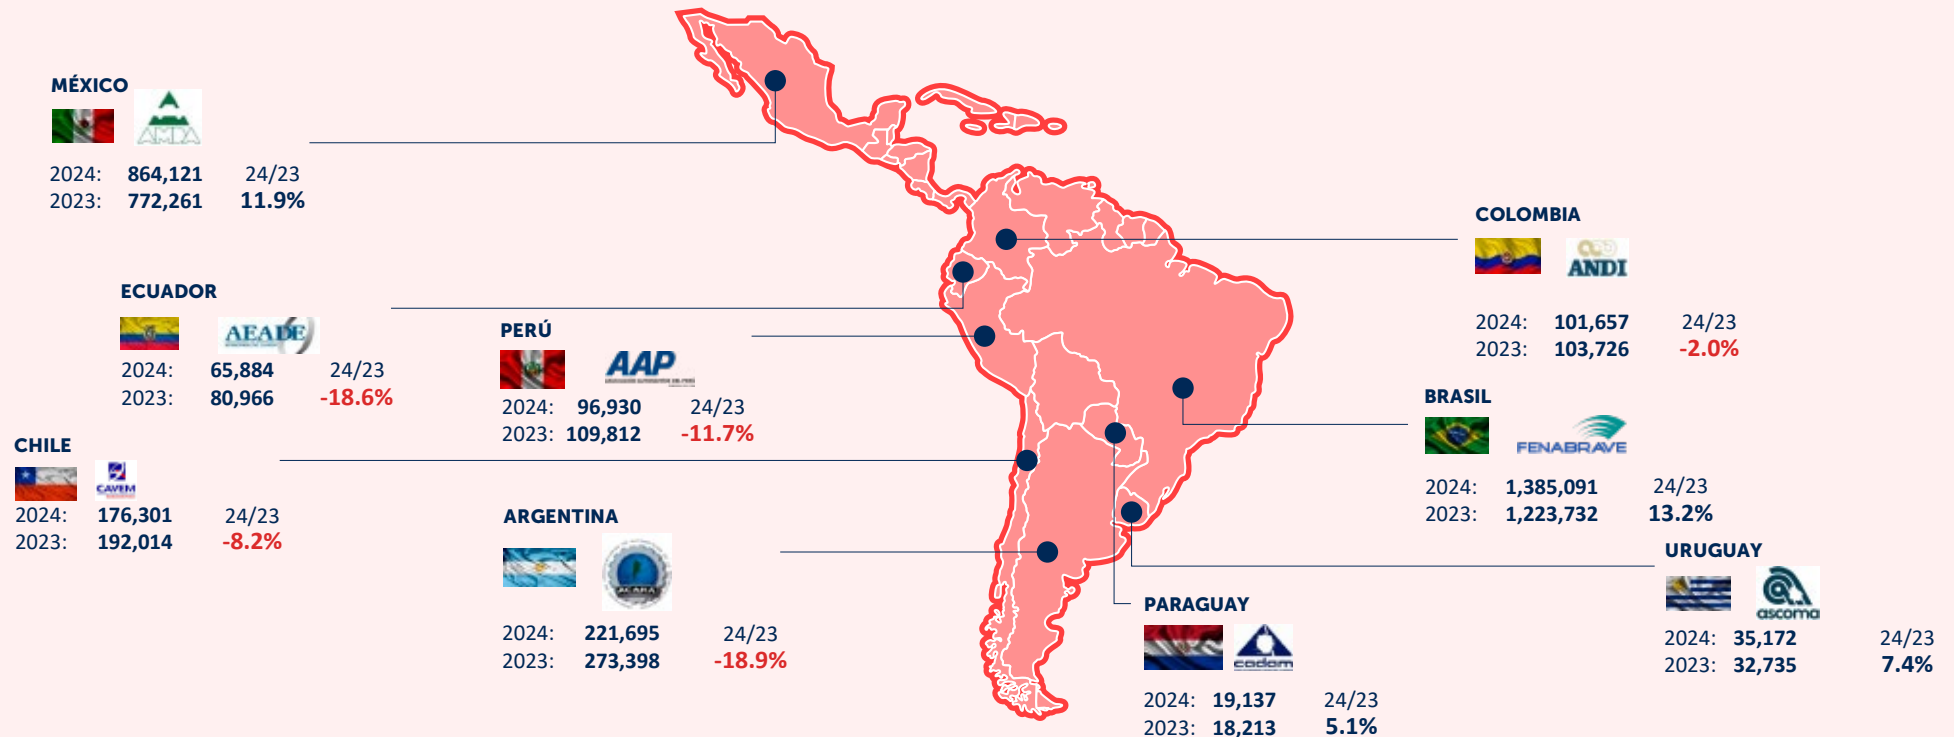 MÉXICO
AMDA
2024: 864,121 24/23
2023: 772,261 11.9%
COLOMBIA
ANDI
2024: 101,657 24/23
2023: 103,726 -2.0%
ECUADOR
AEADE
2024: 65,884 24/23
2023: 80,966 -18.6%
PERÚ
AAP
2024: 96,930 24/23
2023: 109,812 -11.7%
BRASIL
FENABRAVE
2024: 1,385,091 24/23
2023: 1,223,732 13.2%
CHILE
CAVEM
2024: 176,301 24/23
2023: 192,014 -8.2%
ARGENTINA
ACARA
2024: 221,695 24/23
2023: 273,398 -18.9%
URUGUAY
ascoma
2024: 35,172 24/23
2023: 32,735 7.4%
PARAGUAY
cadam
2024: 19,137 24/23
2023: 18,213 5.1%